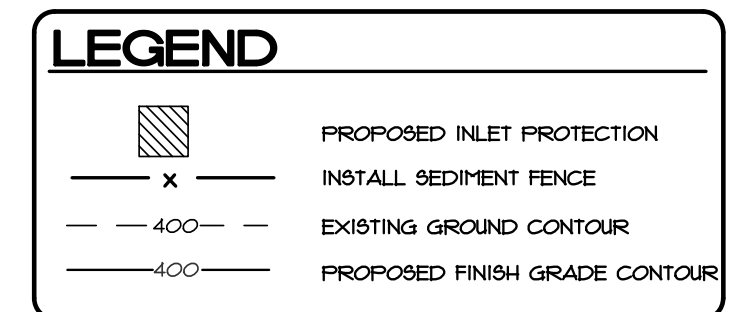 LEGEND
PROPOSED INLET PROTECTION
X INSTALL SEDIMENT FENCE
400 EXISTING GROUND CONTOUR
400 PROPOSED FINISH GRADE CONTOUR